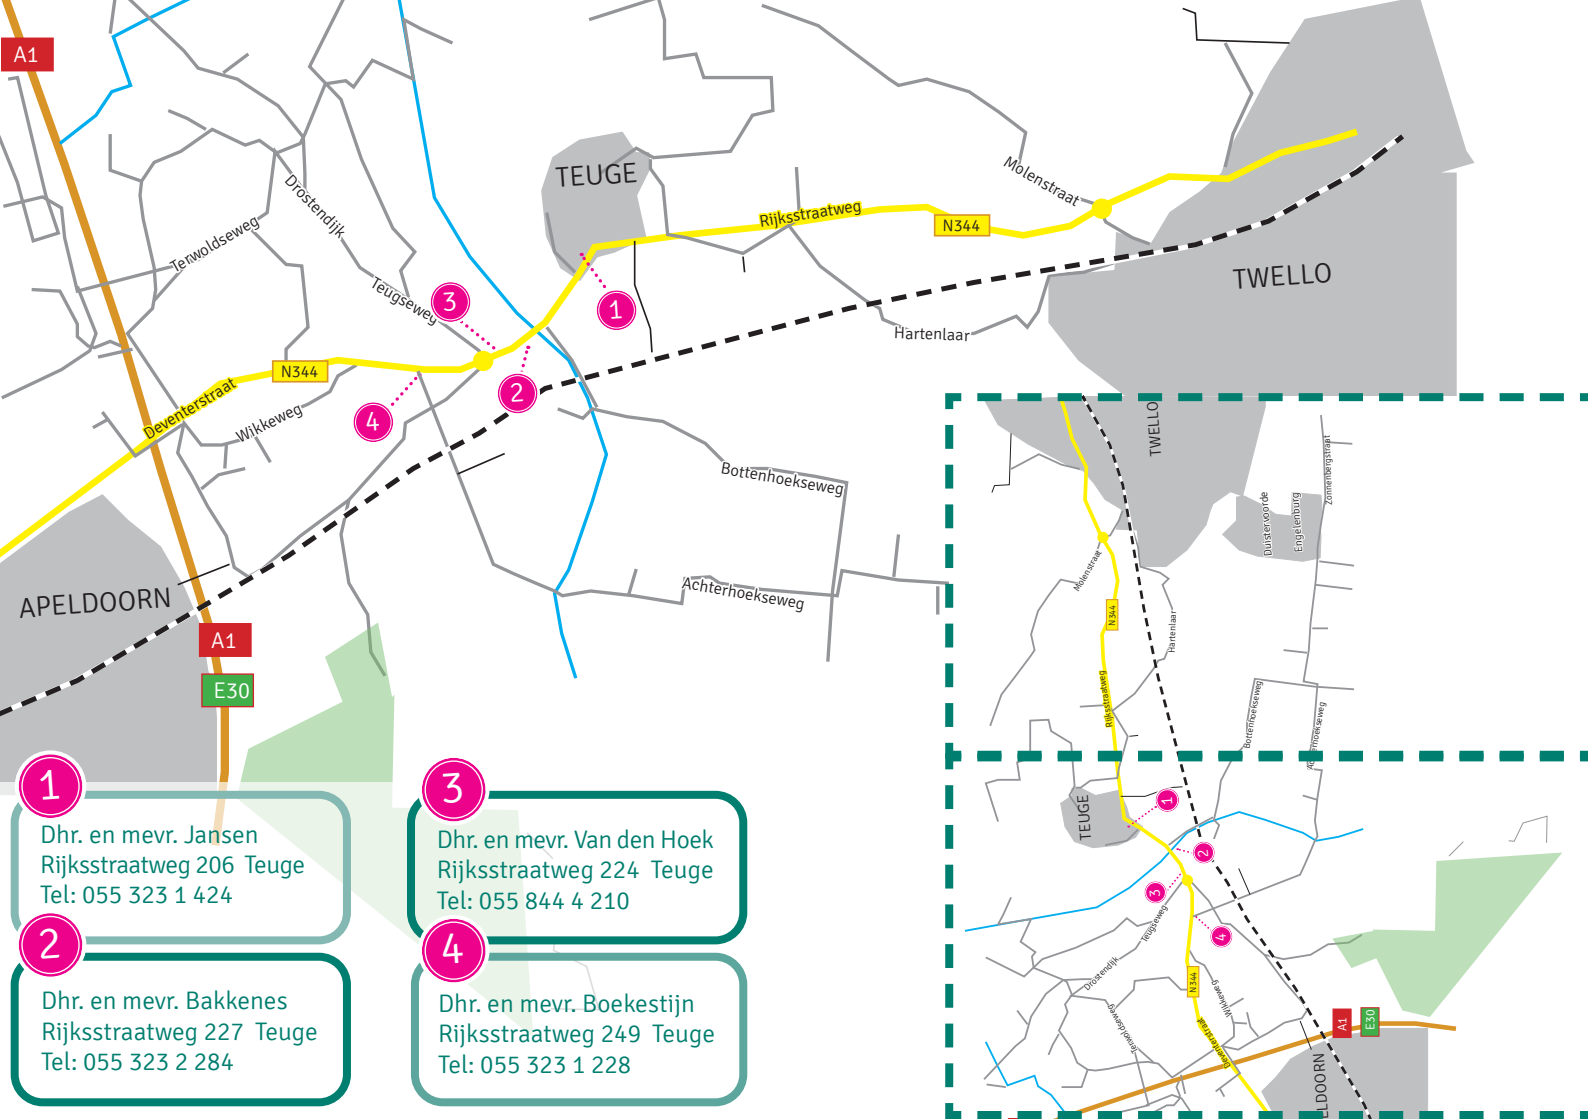 A1
TEUGE
Molenstraat
Drostendijk
Rijksstraatweg
N344
Terwoldseweg
TWELLO
Teugseweg
3
1
Hartenlaar
N344
2
Deventerstraat
Wikkeweg
4
Bottenhoekseweg
Achterhoekseweg
APELDOORN
A1
E30
1
Dhr. en mevr. Jansen
Rijksstraatweg 206 Teuge
Tel: 055 323 1 424
2
Dhr. en mevr. Bakkenes
Rijksstraatweg 227 Teuge
Tel: 055 323 2 284
3
Dhr. en mevr. Van den Hoek
Rijksstraatweg 224 Teuge
Tel: 055 844 4 210
4
Dhr. en mevr. Boekestijn
Rijksstraatweg 249 Teuge
Tel: 055 323 1 228
TWELLO
Zonnenbergstraat
Duistervoorde
Engelenburg
Molenstraat
N344
Hartenlaar
Rijksstraatweg
Bottenhoekseweg
TEUGE
1
2
3
Teugseweg
4
Drostendijk
N344
Wikkeweg
Terwoldseweg
Deventerstraat
A1
E30